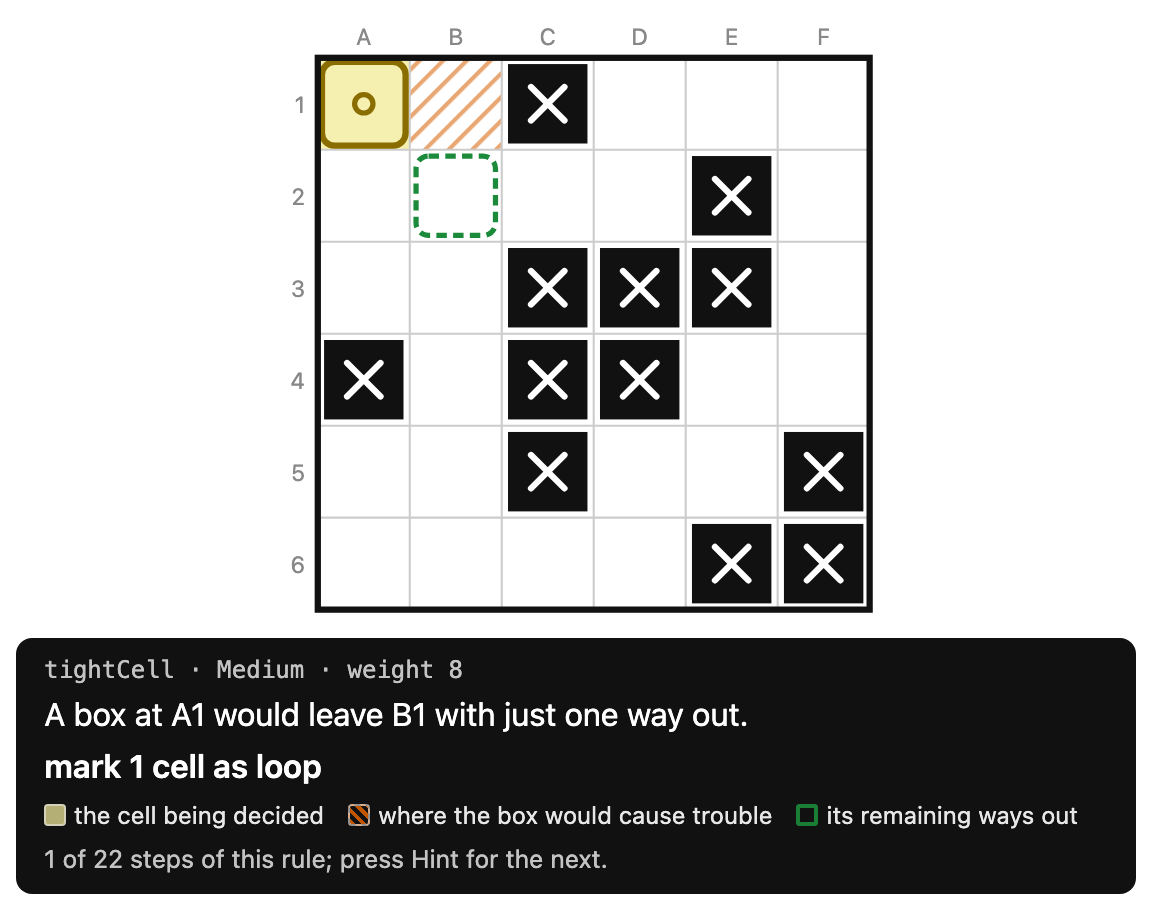 A B C D E F
1
2
3
4
5
6
tightCell · Medium · weight 8
A box at A1 would leave B1 with just one way out.
mark 1 cell as loop
the cell being decided where the box would cause trouble its remaining ways out
1 of 22 steps of this rule; press Hint for the next.